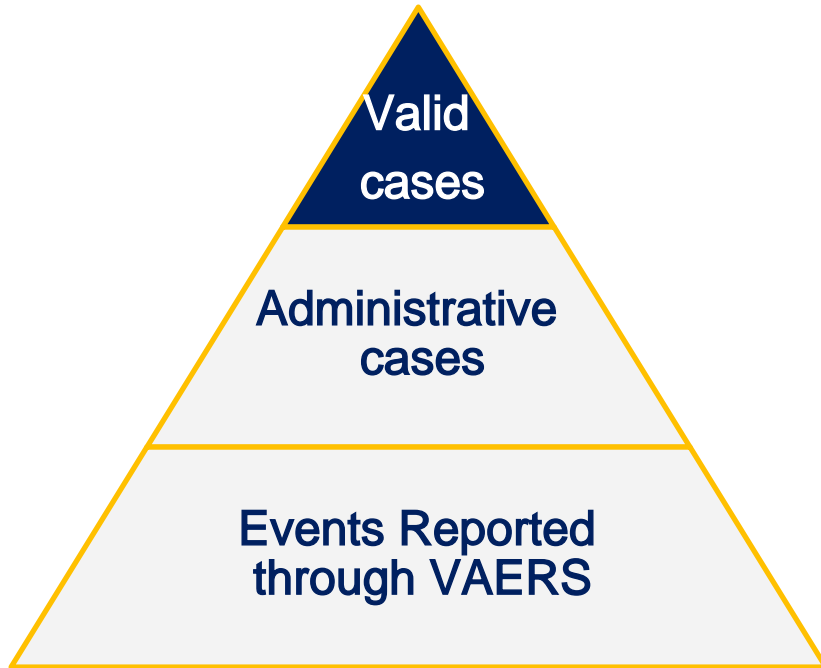 Valid
cases
Administrative
cases
Events Reported
through VAERS